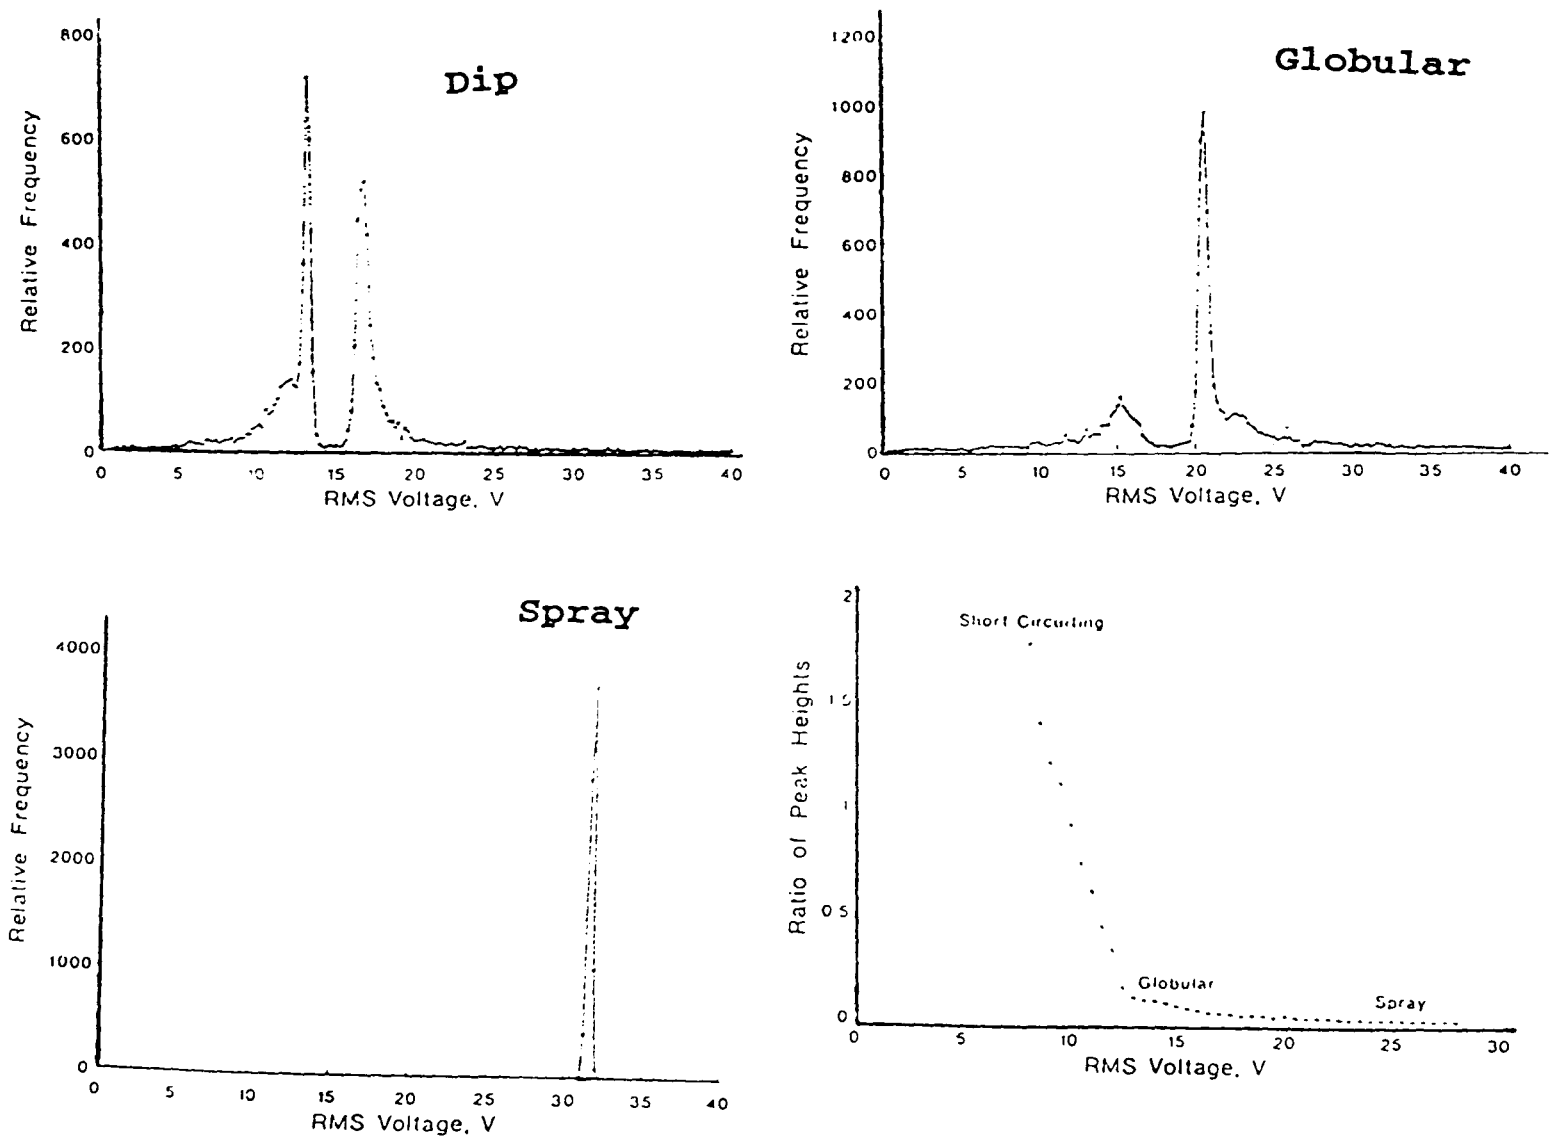 Dip
800
600
400
200
0
Relative Frequency
0 5 10 15 20 25 30 35 40
RMS Voltage, V
Globular
1200
1000
800
600
400
200
0
Relative Frequency
0 5 10 15 20 25 30 35 40
RMS Voltage, V
Spray
4000
3000
2000
1000
0
Relative Frequency
0 5 10 15 20 25 30 35 40
RMS Voltage, V
2
1.5
1
0.5
0
Ratio of Peak Heights
Short Circuiting
Globular
Spray
0 5 10 15 20 25 30
RMS Voltage, V